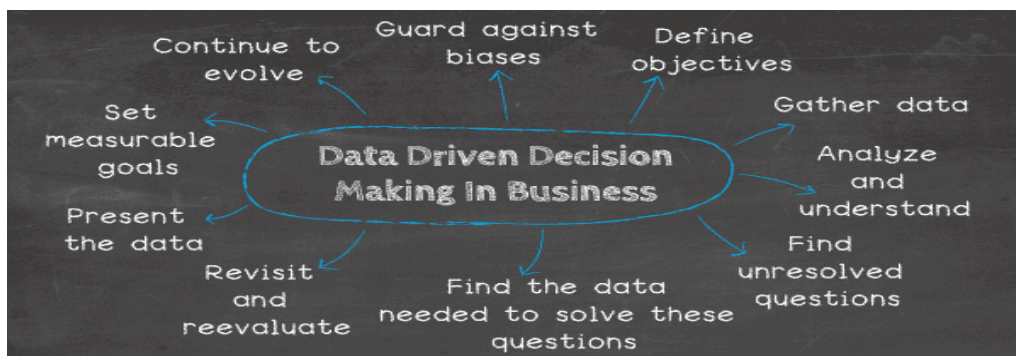 Data Driven Decision
Making In Business
Guard against
biases
Define
objectives
Gather data
Analyze
and
understand
Find
unresolved
questions
Find the data
needed to solve these
questions
Revisit
and
reevaluate
Present
the data
Set
measurable
goals
Continue to
evolve